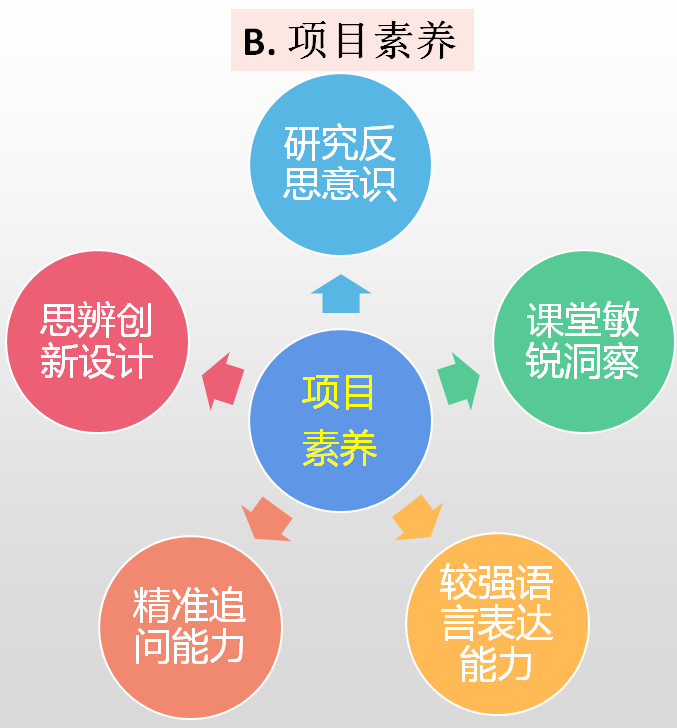 B. 项目素养
研究反
思意识
思辨创
新设计
课堂敏
锐洞察
项目
素养
精准追
问能力
较强语
言表达
能力